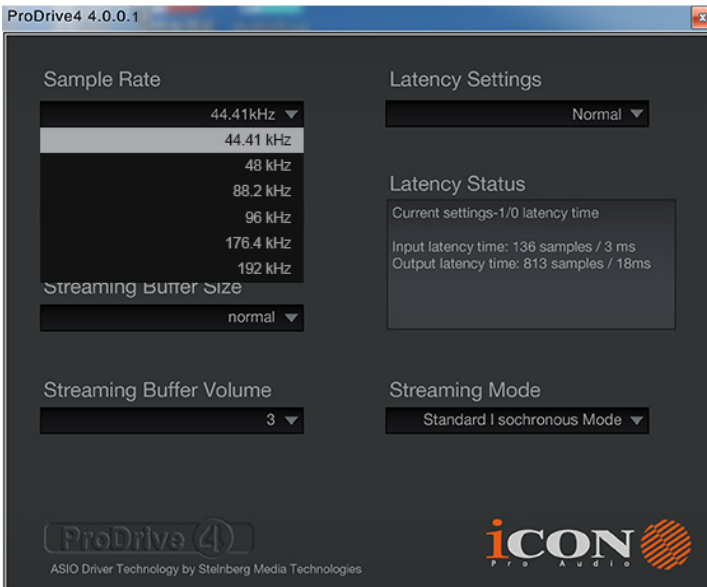 ProDrive4 4.0.0.1
Sample Rate
44.41kHz
44.41 kHz
48 kHz
88.2 kHz
96 kHz
176.4 kHz
192 kHz
Streaming Buffer Size
normal
Streaming Buffer Volume
3
Latency Settings
Normal
Latency Status
Current settings-1/0 latency time
Input latency time: 136 samples / 3 ms
Output latency time: 813 samples / 18ms
Streaming Mode
Standard I sochronous Mode
ProDrive 4
ASIO Driver Technology by Steinberg Media Technologies
iCON
Pro Audio